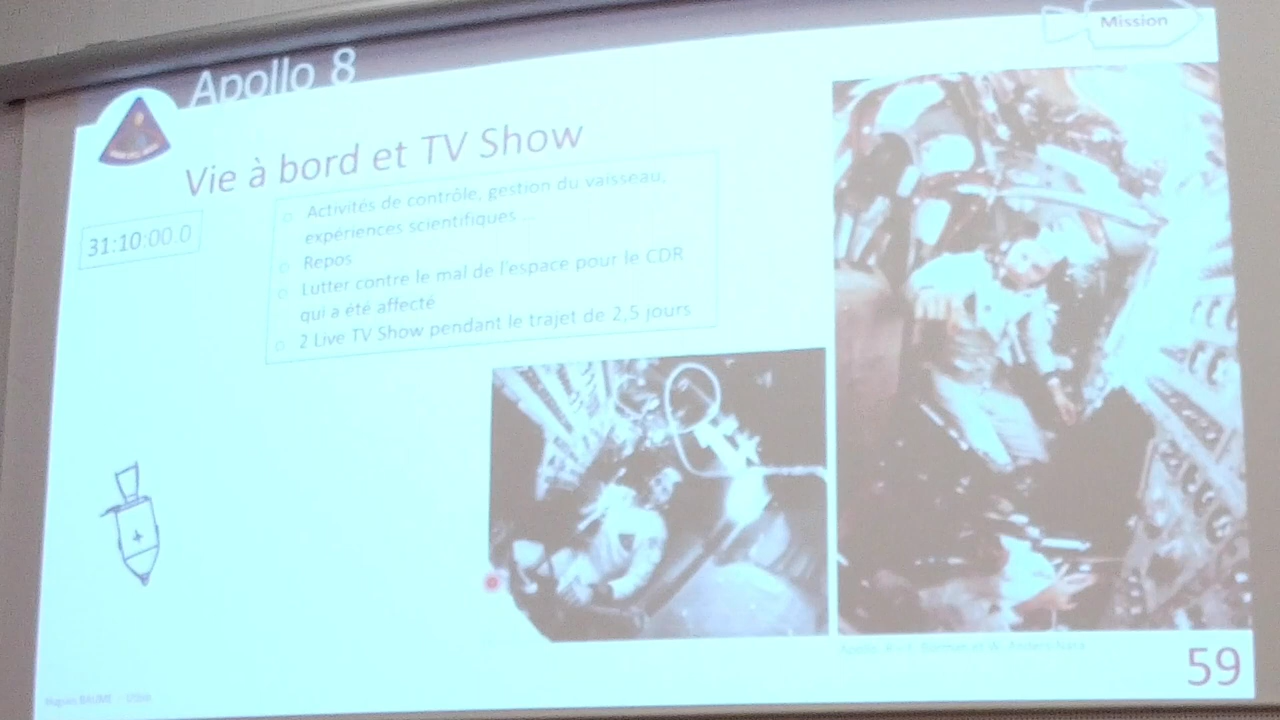 Mission
Apollo 8
Vie à bord et TV Show
31:10:00.0
Activités de contrôle, gestion du vaisseau,
expériences scientifiques ...
Repos
Lutter contre le mal de l'espace pour le CDR
qui a été affecté
2 Live TV Show pendant le trajet de 2,5 jours
59